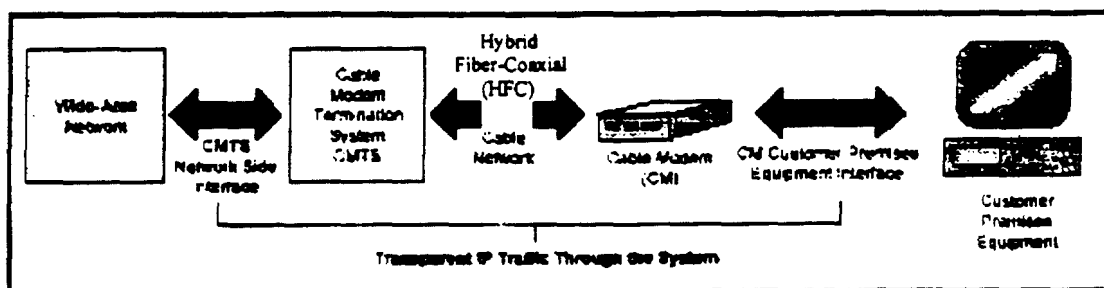 Wide-Area
Network
CMTS
Network Side
Interface
Cable
Modem
Termination
System
CMTS
Hybrid
Fiber-Coaxial
(HFC)
Cable
Network
Cable Modem
(CM)
CM Customer Premises
Equipment Interface
Customer
Premises
Equipment
Transparent IP Traffic Through the System